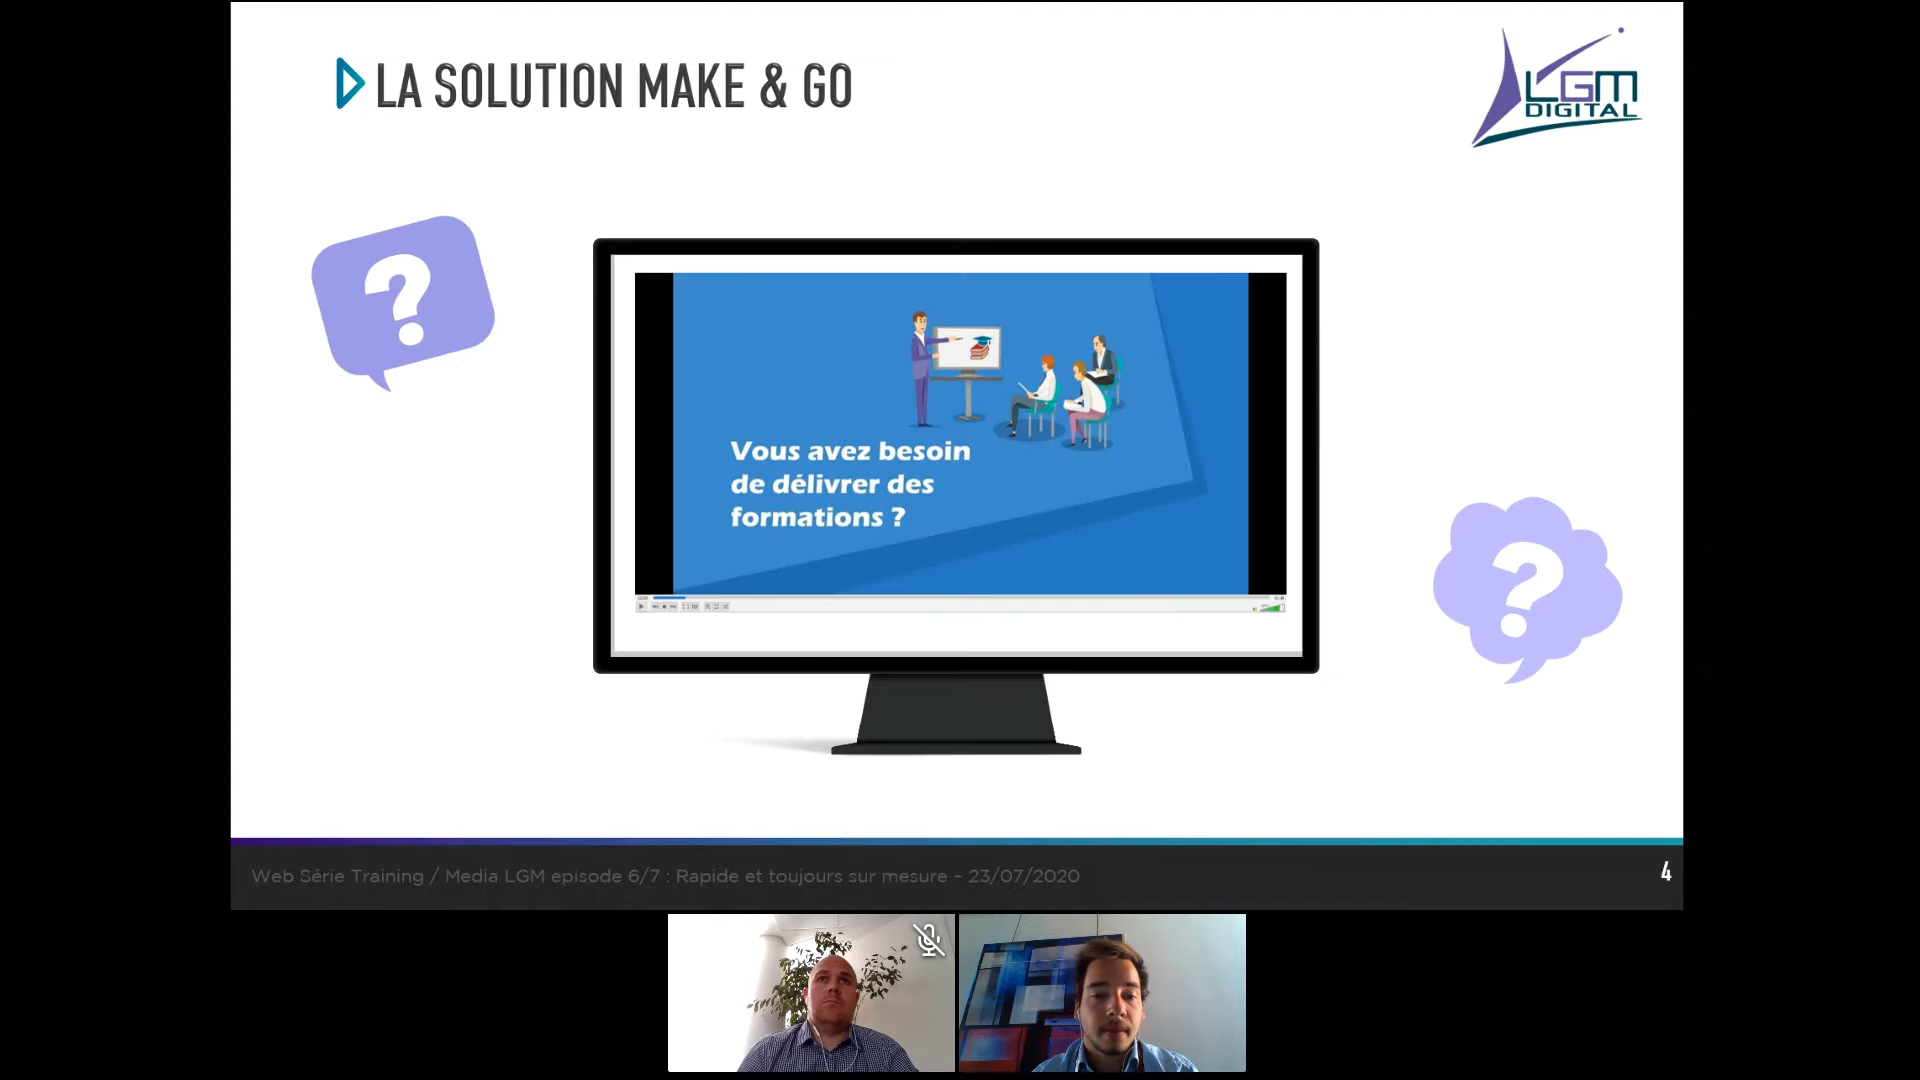 LA SOLUTION MAKE & GO
LGM
DIGITAL
?
Vous avez besoin
de délivrer des
formations ?
?
Web Série Training / Media LGM episode 6/7 : Rapide et toujours sur mesure – 23/07/2020
4